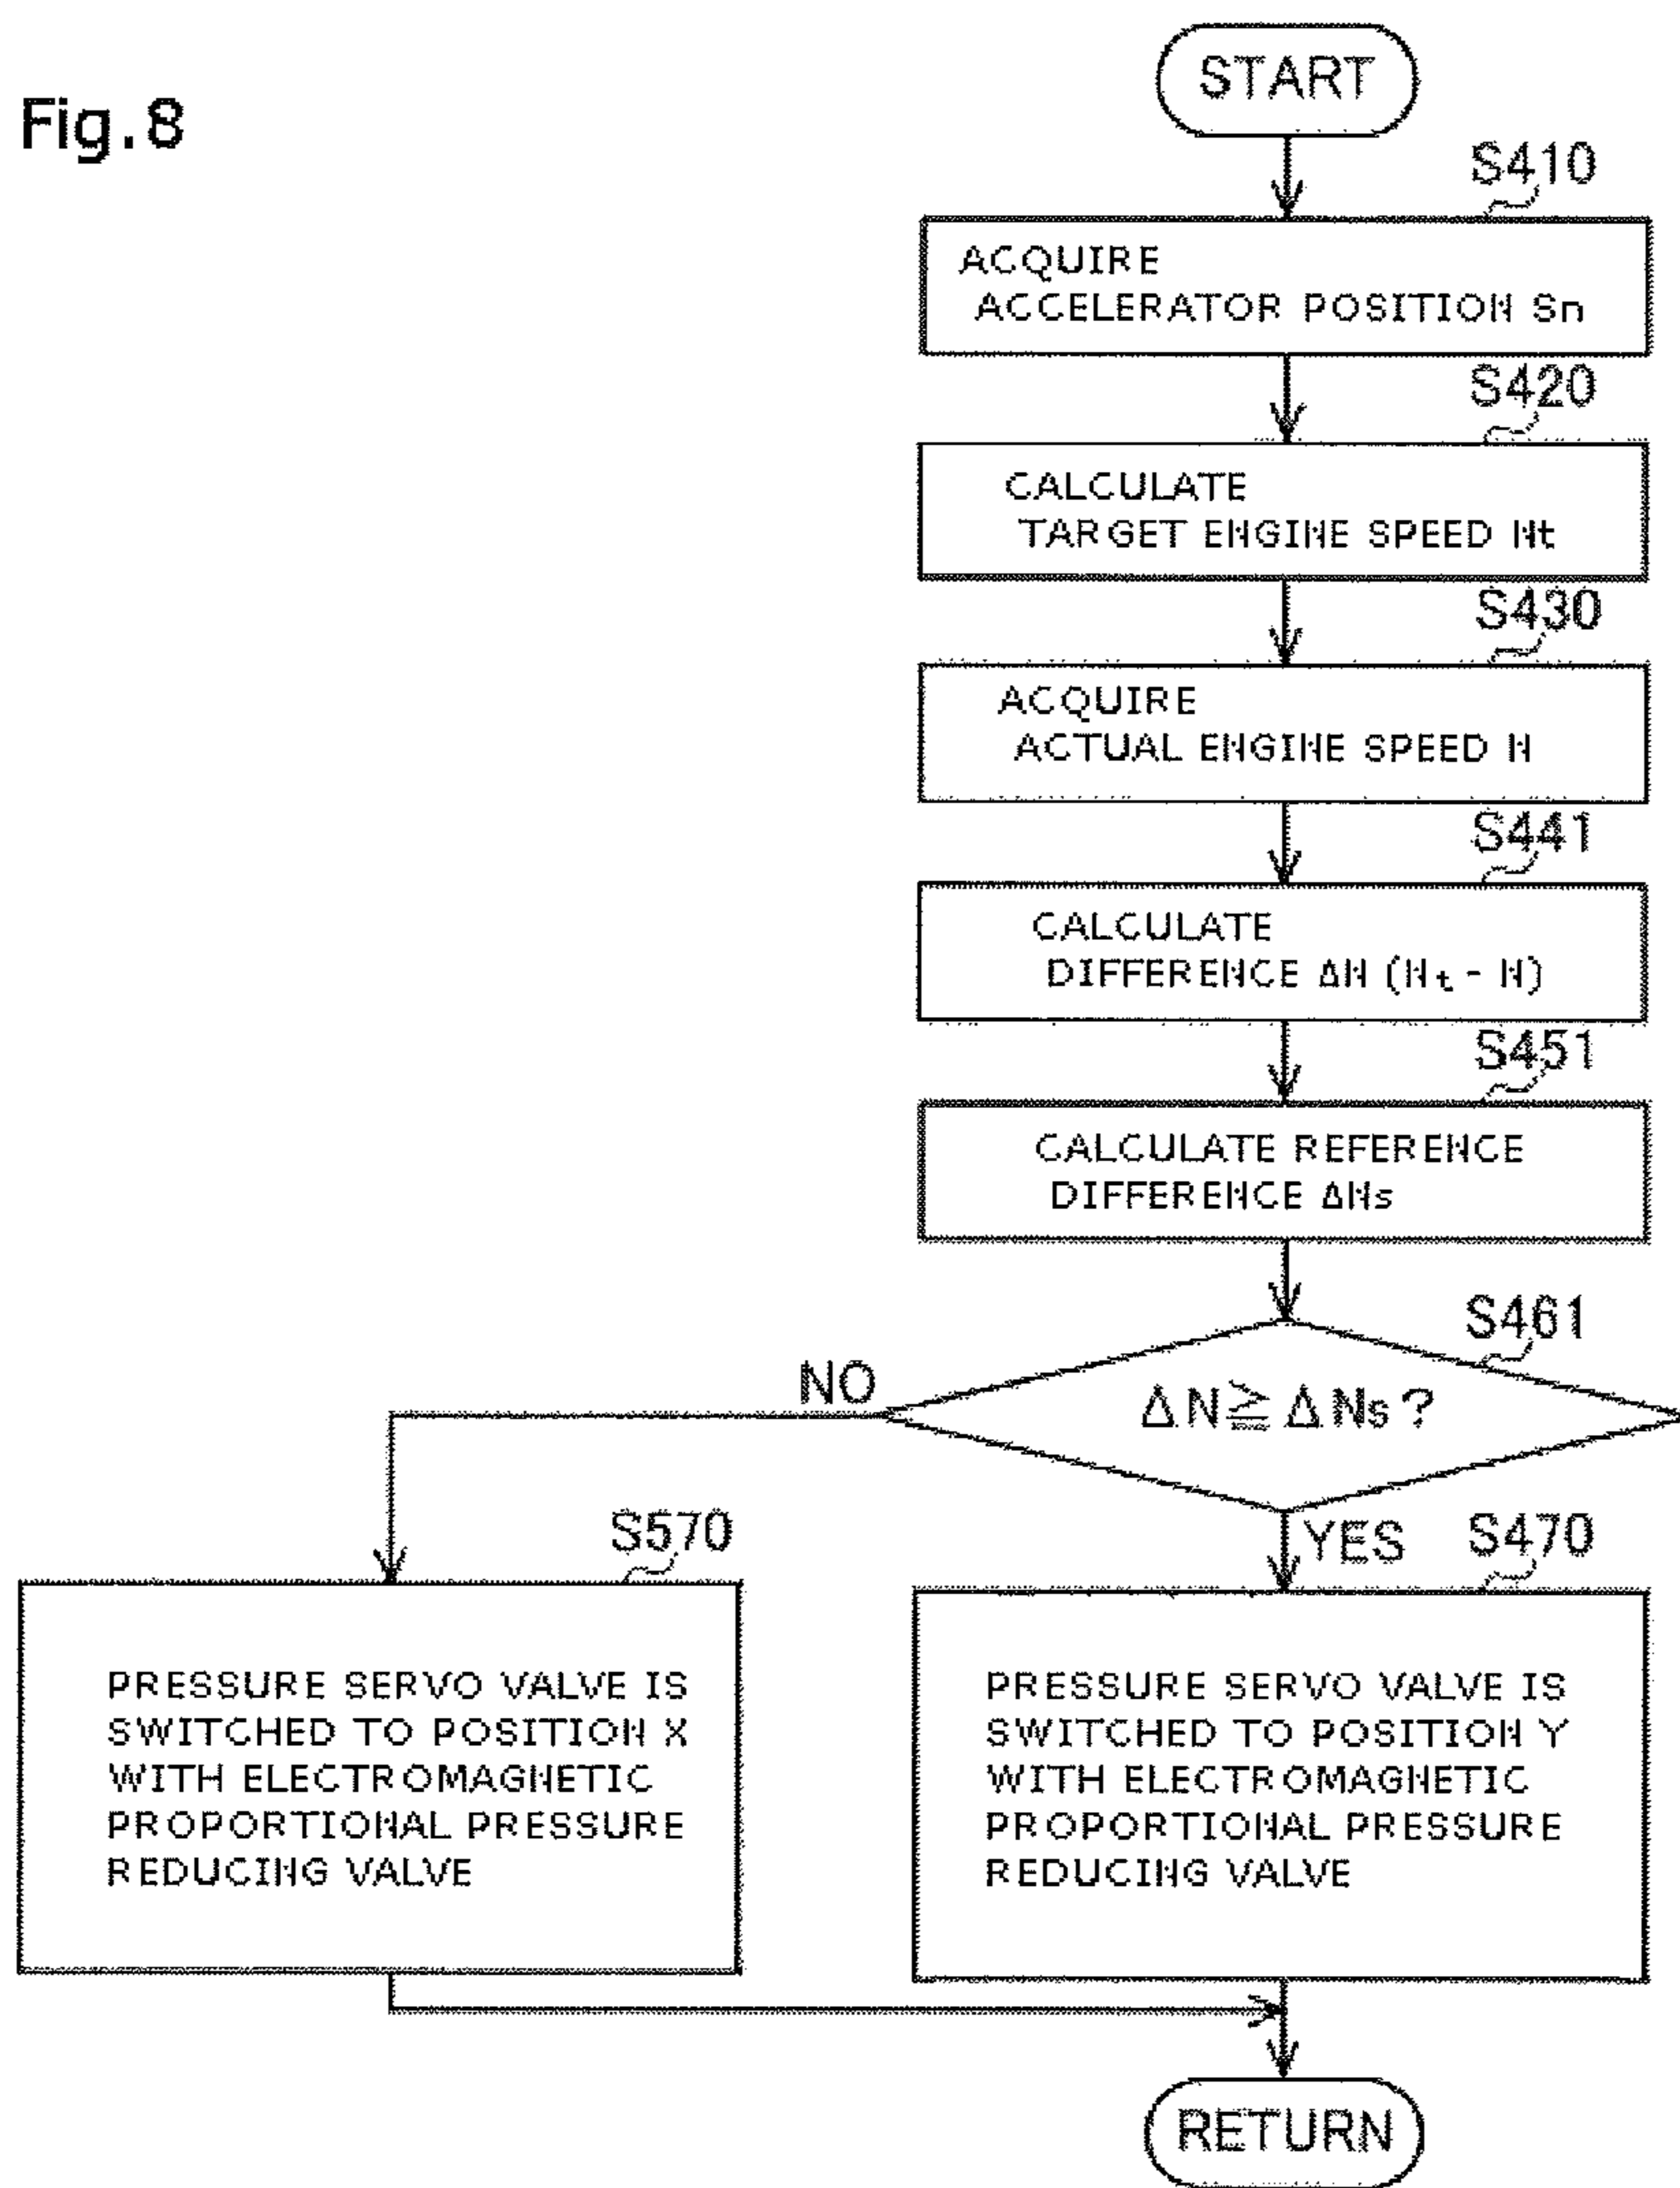 Fig.8
START
S410
ACQUIRE
ACCELERATOR POSITION Sn
S420
CALCULATE
TARGET ENGINE SPEED Nt
S430
ACQUIRE
ACTUAL ENGINE SPEED N
S441
CALCULATE
DIFFERENCE ΔN (Nt - N)
S451
CALCULATE REFERENCE
DIFFERENCE ΔNs
S461
ΔN≧ΔNs?
NO
YES
S570
PRESSURE SERVO VALVE IS
SWITCHED TO POSITION X
WITH ELECTROMAGNETIC
PROPORTIONAL PRESSURE
REDUCING VALVE
S470
PRESSURE SERVO VALVE IS
SWITCHED TO POSITION Y
WITH ELECTROMAGNETIC
PROPORTIONAL PRESSURE
REDUCING VALVE
RETURN